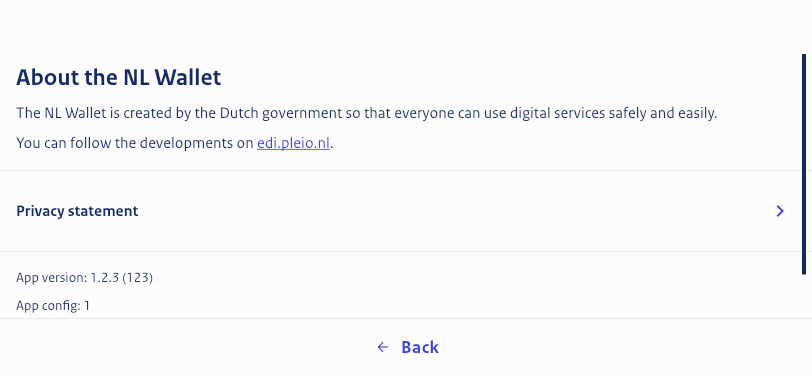 About the NL Wallet
The NL Wallet is created by the Dutch government so that everyone can use digital services safely and easily.
You can follow the developments on edi.pleio.nl.
Privacy statement
App version: 1.2.3 (123)
App config: 1
Back